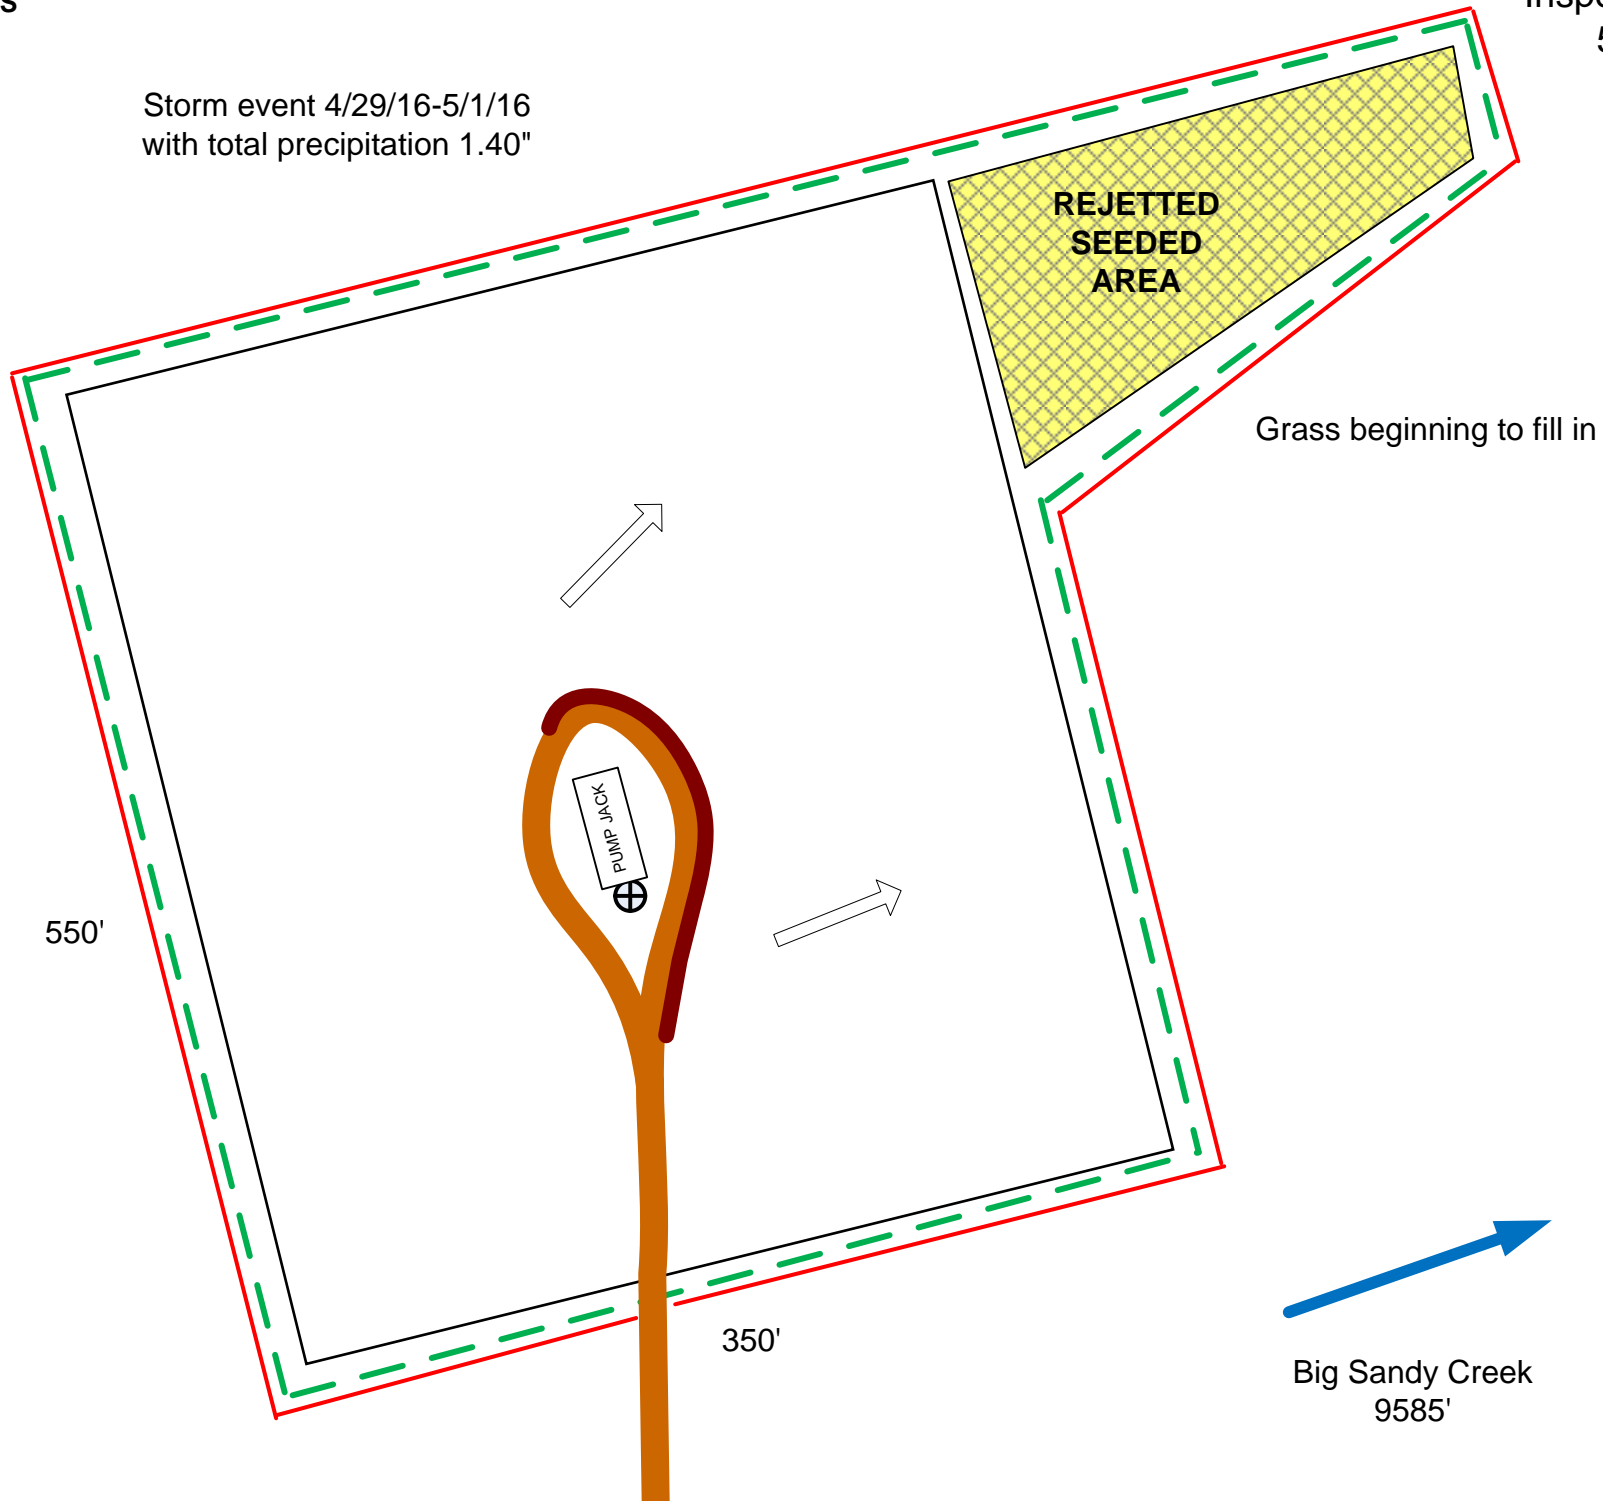 s
Storm event 4/29/16-5/1/16
with total precipitation 1.40"
REJETTED
SEEDED
AREA
Grass beginning to fill in
PUMP JACK
550'
350'
Big Sandy Creek
9585'